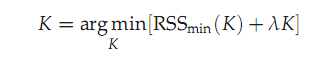 K = arg min[RSS_min(K) + λK]
K